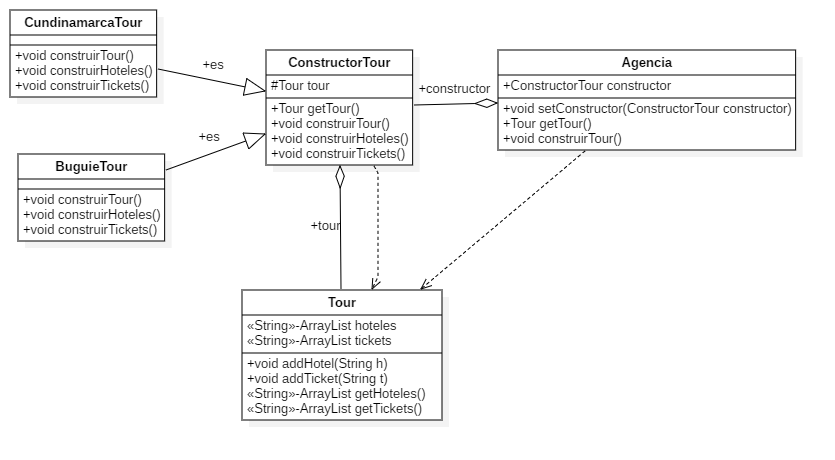 CundinamarcaTour
+void construirTour()
+void construirHoteles()
+void construirTickets()
+es
ConstructorTour
#Tour tour
+Tour getTour()
+void construirTour()
+void construirHoteles()
+void construirTickets()
+constructor
Agencia
+ConstructorTour constructor
+void setConstructor(ConstructorTour constructor)
+Tour getTour()
+void construirTour()
+es
BuguieTour
+void construirTour()
+void construirHoteles()
+void construirTickets()
+tour
Tour
«String»-ArrayList hoteles
«String»-ArrayList tickets
+void addHotel(String h)
+void addTicket(String t)
«String»-ArrayList getHoteles()
«String»-ArrayList getTickets()